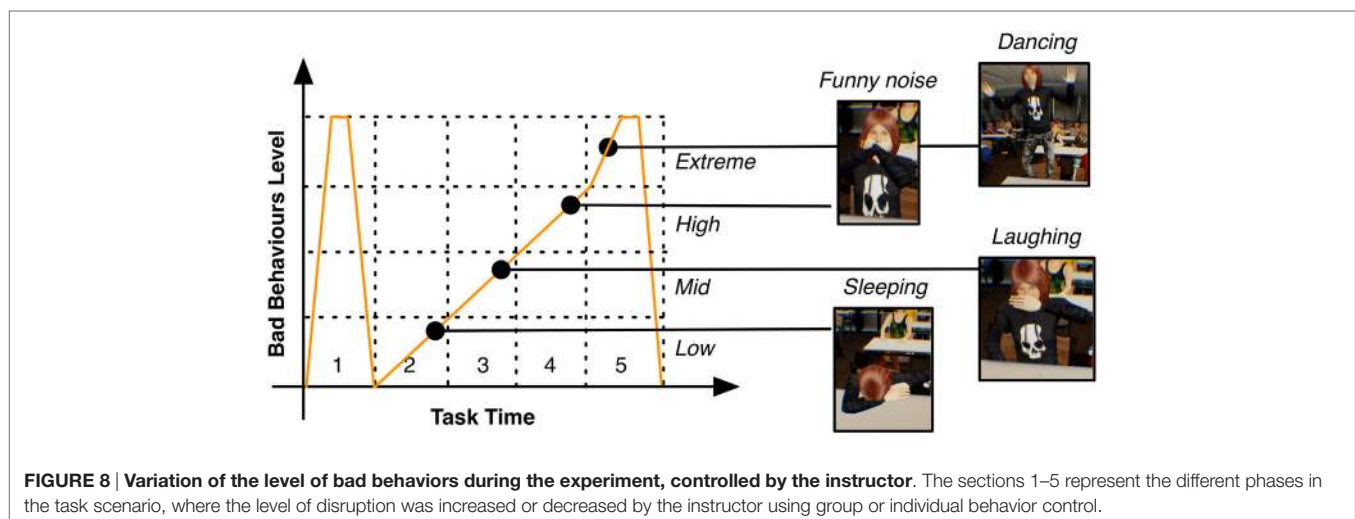 Dancing
Funny noise
Bad Behaviours Level
Extreme
High
Laughing
Mid
Sleeping
Low
1 2 3 4 5
Task Time
FIGURE 8 | Variation of the level of bad behaviors during the experiment, controlled by the instructor. The sections 1–5 represent the different phases in
the task scenario, where the level of disruption was increased or decreased by the instructor using group or individual behavior control.